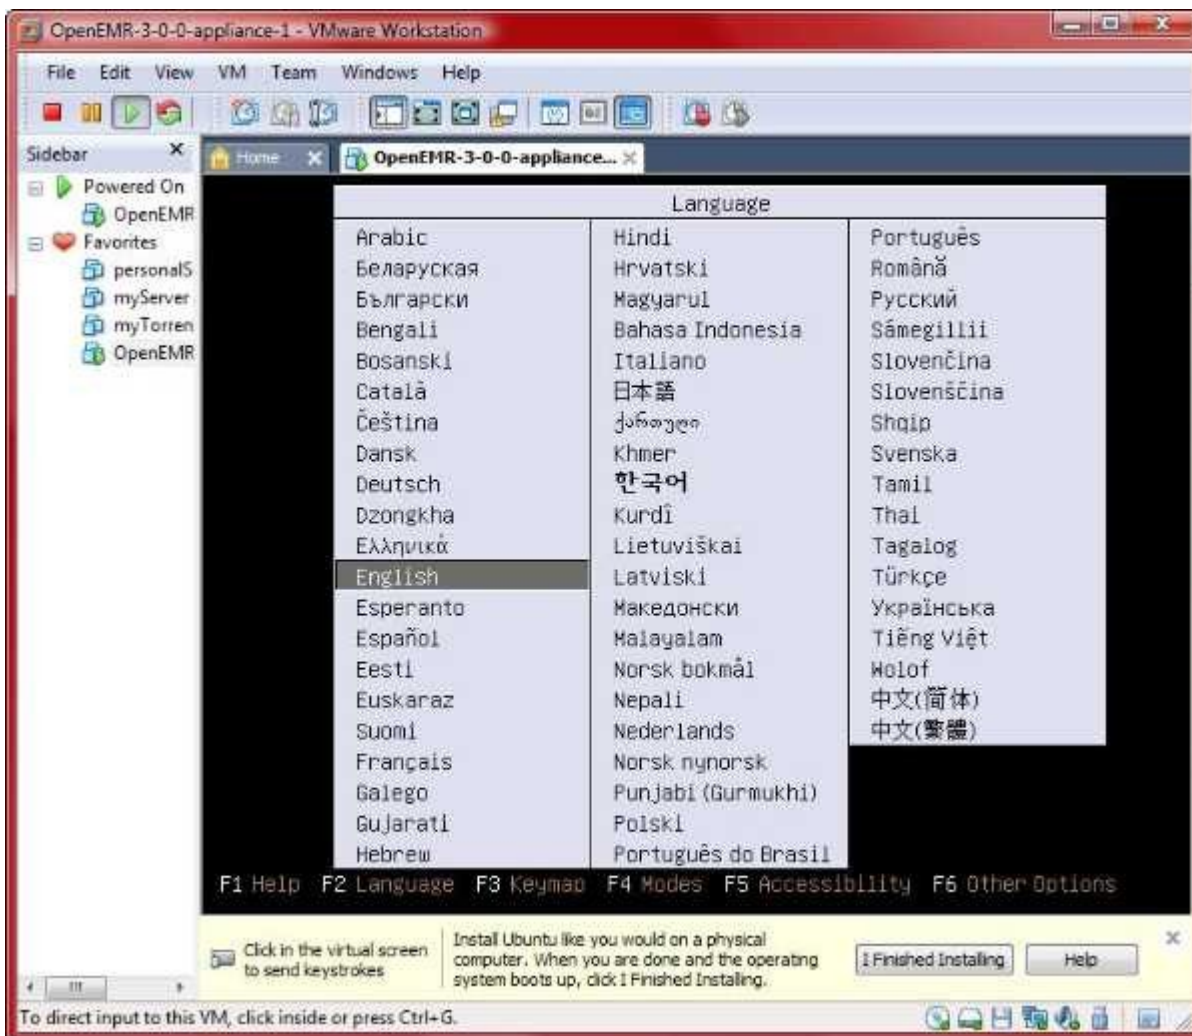 OpenEMR-3-0-0-appliance-1 - VMware Workstation
File Edit View VM Team Windows Help
Sidebar
Powered On
OpenEMR
Favorites
personalS
myServer
myTorren
OpenEMR
Home
OpenEMR-3-0-0-appliance...
Language
Arabic
Беларуская
Български
Bengali
Bosanski
Català
Čeština
Dansk
Deutsch
Dzongkha
Ελληνικά
English
Esperanto
Español
Eesti
Euskaraz
Suomi
Français
Galego
Gujarati
Hebrew
Hindi
Hrvatski
Magyarul
Bahasa Indonesia
Italiano
日本語
ქართული
Khmer
한국어
Kurdî
Lietuviškai
Latviski
Македонски
Malayalam
Norsk bokmål
Nepali
Nederlands
Norsk nynorsk
Punjabi (Gurmukhi)
Polski
Português do Brasil
Português
Română
Русский
Sámegillii
Slovenčina
Slovenščina
Shqip
Svenska
Tamil
Thai
Tagalog
Türkçe
Українська
Tiếng Việt
Wolof
中文(简体)
中文(繁體)
F1 Help F2 Language F3 Keymap F4 Modes F5 Accessibility F6 Other Options
Click in the virtual screen
to send keystrokes
Install Ubuntu like you would on a physical
computer. When you are done and the operating
system boots up, click I Finished Installing.
I Finished Installing
Help
To direct input to this VM, click inside or press Ctrl+G.